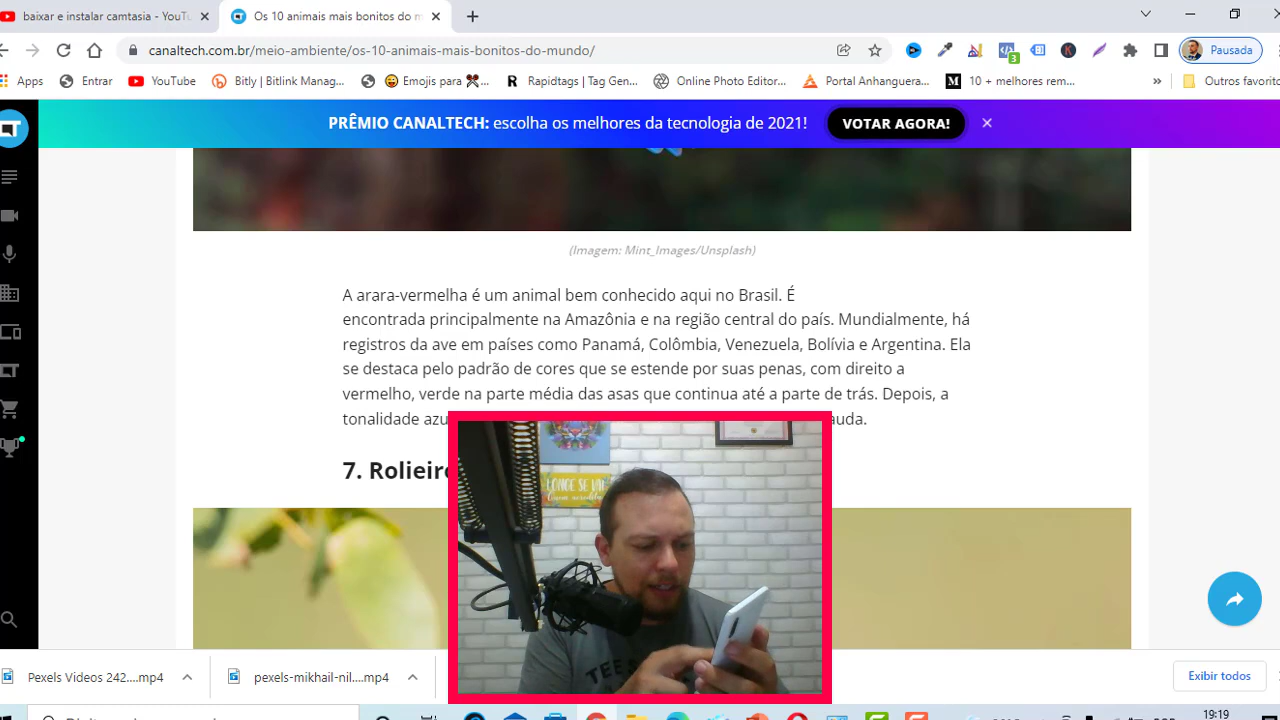 baixar e instalar camtasia - YouTu
Os 10 animais mais bonitos do m
canaltech.com.br/meio-ambiente/os-10-animais-mais-bonitos-do-mundo/
3
Pausada
Apps
Entrar
YouTube
Bitly | Bitlink Manag...
Emojis para
Rapidtags | Tag Gen...
Online Photo Editor...
Portal Anhanguera...
10 + melhores rem...
»
Outros favorito
PRÊMIO CANALTECH: escolha os melhores da tecnologia de 2021!
VOTAR AGORA!
(Imagem: Mint_Images/Unsplash)
A arara-vermelha é um animal bem conhecido aqui no Brasil. É
encontrada principalmente na Amazônia e na região central do país. Mundialmente, há
registros da ave em países como Panamá, Colômbia, Venezuela, Bolívia e Argentina. Ela
se destaca pelo padrão de cores que se estende por suas penas, com direito a
vermelho, verde na parte média das asas que continua até a parte de trás. Depois, a
tonalidade azu auda.
7. Rolieiro
LONGE SE VAI
Pexels Videos 242....mp4
pexels-mikhail-nil....mp4
Exibir todos
19:19